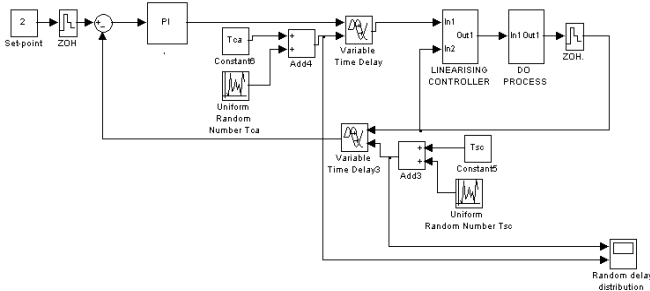 2
Set-point
ZOH
PI
Tca
Constant6
Add4
Uniform
Random
Number Tca
Variable
Time Delay
In1
In2
Out1
LINEARISING
CONTROLLER
In1 Out1
DO
PROCESS
ZOH.
Variable
Time Delay3
Add3
Tsc
Constant5
Uniform
Random Number Tsc
Random delay
distribution